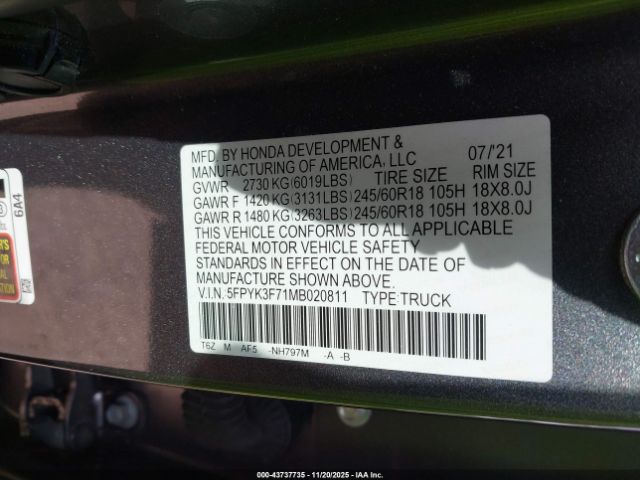 MFD. BY HONDA DEVELOPMENT &
MANUFACTURING OF AMERICA, LLC 07/'21
GVWR 2730 KG(6019LBS) TIRE SIZE RIM SIZE
GAWR F 1420 KG(3131LBS)245/60R18 105H 18X8.0J
GAWR R 1480 KG(3263LBS)245/60R18 105H 18X8.0J
THIS VEHICLE CONFORMS TO ALL APPLICABLE
FEDERAL MOTOR VEHICLE SAFETY
STANDARDS IN EFFECT ON THE DATE OF
MANUFACTURE SHOWN ABOVE.
V.I.N. 5FPYK3F71MB020811 TYPE:TRUCK
T6Z M AF5 -NH797M -A -B
6A4
000-43737735 - 11/20/2025 - IAA Inc.